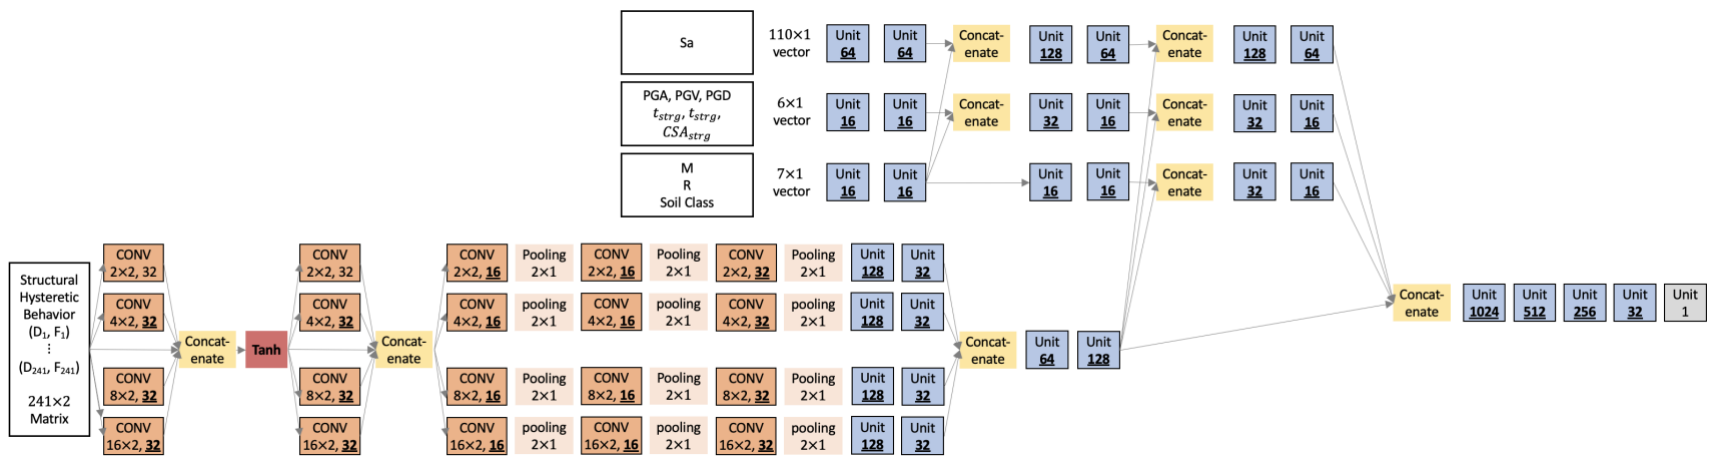 Sa
110×1
vector
Unit
64
Unit
64
Concat-
enate
Unit
128
Unit
64
Concat-
enate
Unit
128
Unit
64
PGA, PGV, PGD
t_strg, t_strg,
CSA_strg
6×1
vector
Unit
16
Unit
16
Concat-
enate
Unit
32
Unit
16
Concat-
enate
Unit
32
Unit
16
M
R
Soil Class
7×1
vector
Unit
16
Unit
16
Unit
16
Unit
16
Concat-
enate
Unit
32
Unit
16
Structural
Hysteretic
Behavior
(D1, F1)
⋮
(D241, F241)
241×2
Matrix
CONV
2×2, 32
CONV
4×2, 32
CONV
8×2, 32
CONV
16×2, 32
Concat-
enate
Tanh
CONV
2×2, 32
CONV
4×2, 32
CONV
8×2, 32
CONV
16×2, 32
Concat-
enate
CONV
2×2, 16
Pooling
2×1
CONV
2×2, 16
Pooling
2×1
CONV
2×2, 32
Pooling
2×1
Unit
128
Unit
32
CONV
4×2, 16
pooling
2×1
CONV
4×2, 16
pooling
2×1
CONV
4×2, 32
pooling
2×1
Unit
128
Unit
32
CONV
8×2, 16
Pooling
2×1
CONV
8×2, 16
Pooling
2×1
CONV
8×2, 32
Pooling
2×1
Unit
128
Unit
32
CONV
16×2, 16
pooling
2×1
CONV
16×2, 16
pooling
2×1
CONV
16×2, 32
pooling
2×1
Unit
128
Unit
32
Concat-
enate
Unit
64
Unit
128
Concat-
enate
Unit
1024
Unit
512
Unit
256
Unit
32
Unit
1